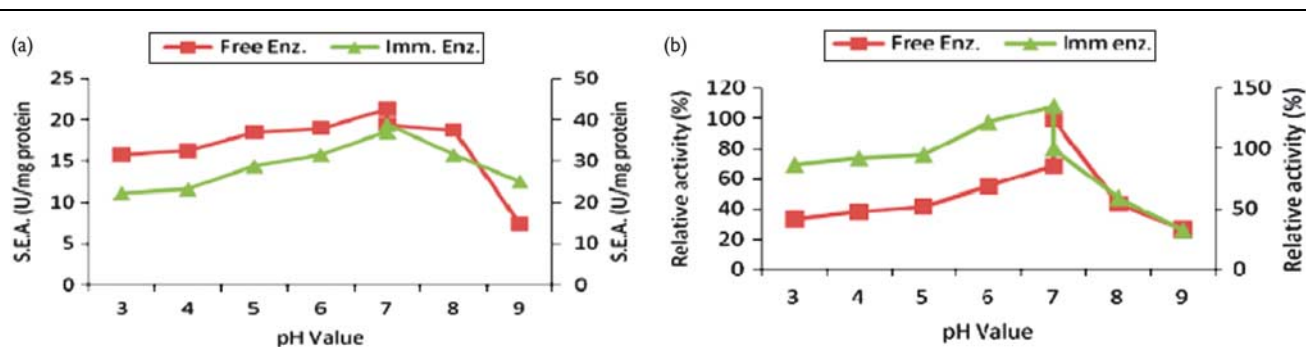 (a)
Free Enz. Imm. Enz.
S.E.A. (U/mg protein)
25
20
15
10
5
0
50
40
30
20
10
0
S.E.A. (U/mg protein)
3 4 5 6 7 8 9
pH Value
(b)
Free Enz. Imm enz.
Relative activity (%)
120
100
80
60
40
20
0
150
100
50
0
Relative activity (%)
3 4 5 6 7 8 9
pH Value